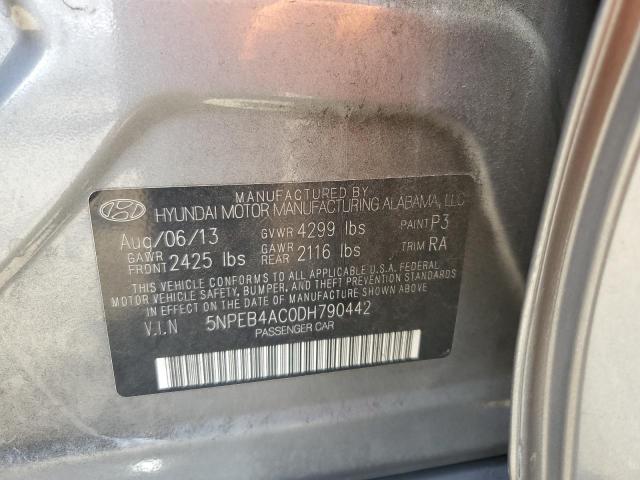 MANUFACTURED BY
HYUNDAI MOTOR MANUFACTURING ALABAMA, LLC
Aug/06/13 GVWR 4299 lbs PAINT P3
GAWR FRONT 2425 lbs GAWR REAR 2116 lbs TRIM RA
THIS VEHICLE CONFORMS TO ALL APPLICABLE U.S.A. FEDERAL
MOTOR VEHICLE SAFETY, BUMPER, AND THEFT PREVENTION STANDARDS
IN EFFECT ON THE DATE OF MANUFACTURE SHOWN ABOVE.
V.I.N 5NPEB4AC0DH790442
PASSENGER CAR